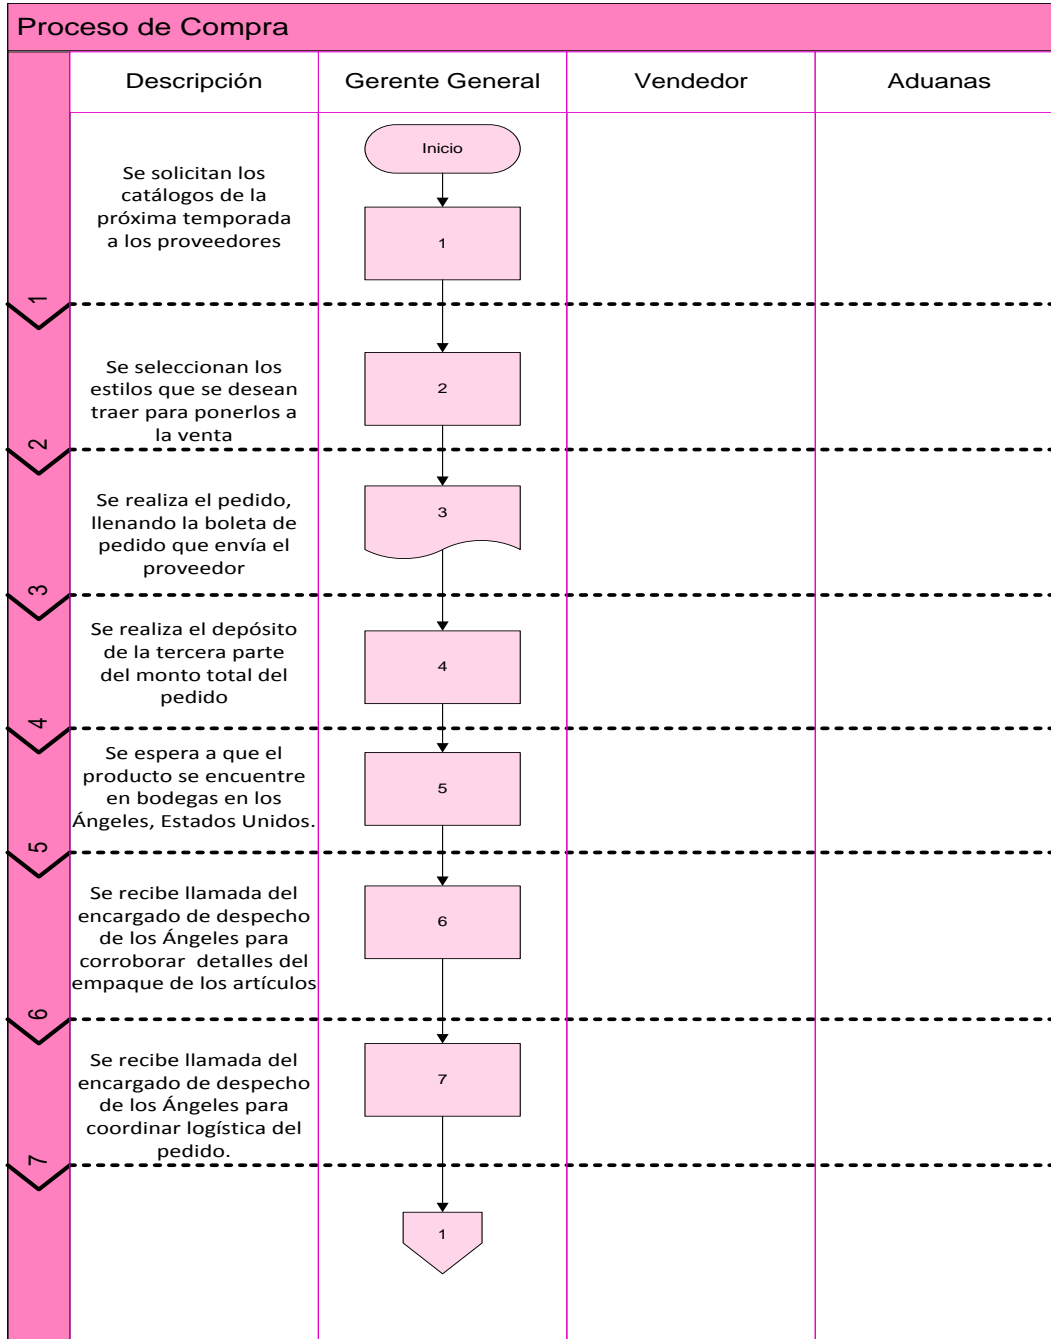 Proceso de Compra
Descripción
Gerente General
Vendedor
Aduanas
Inicio
Se solicitan los
catálogos de la
próxima temporada
a los proveedores
1
1
Se seleccionan los
estilos que se desean
traer para ponerlos a
la venta
2
2
Se realiza el pedido,
llenando la boleta de
pedido que envía el
proveedor
3
3
Se realiza el depósito
de la tercera parte
del monto total del
pedido
4
4
Se espera a que el
producto se encuentre
en bodegas en los
Ángeles, Estados Unidos.
5
5
Se recibe llamada del
encargado de despecho
de los Ángeles para
corroborar detalles del
empaque de los artículos
6
6
Se recibe llamada del
encargado de despecho
de los Ángeles para
coordinar logística del
pedido.
7
7
1